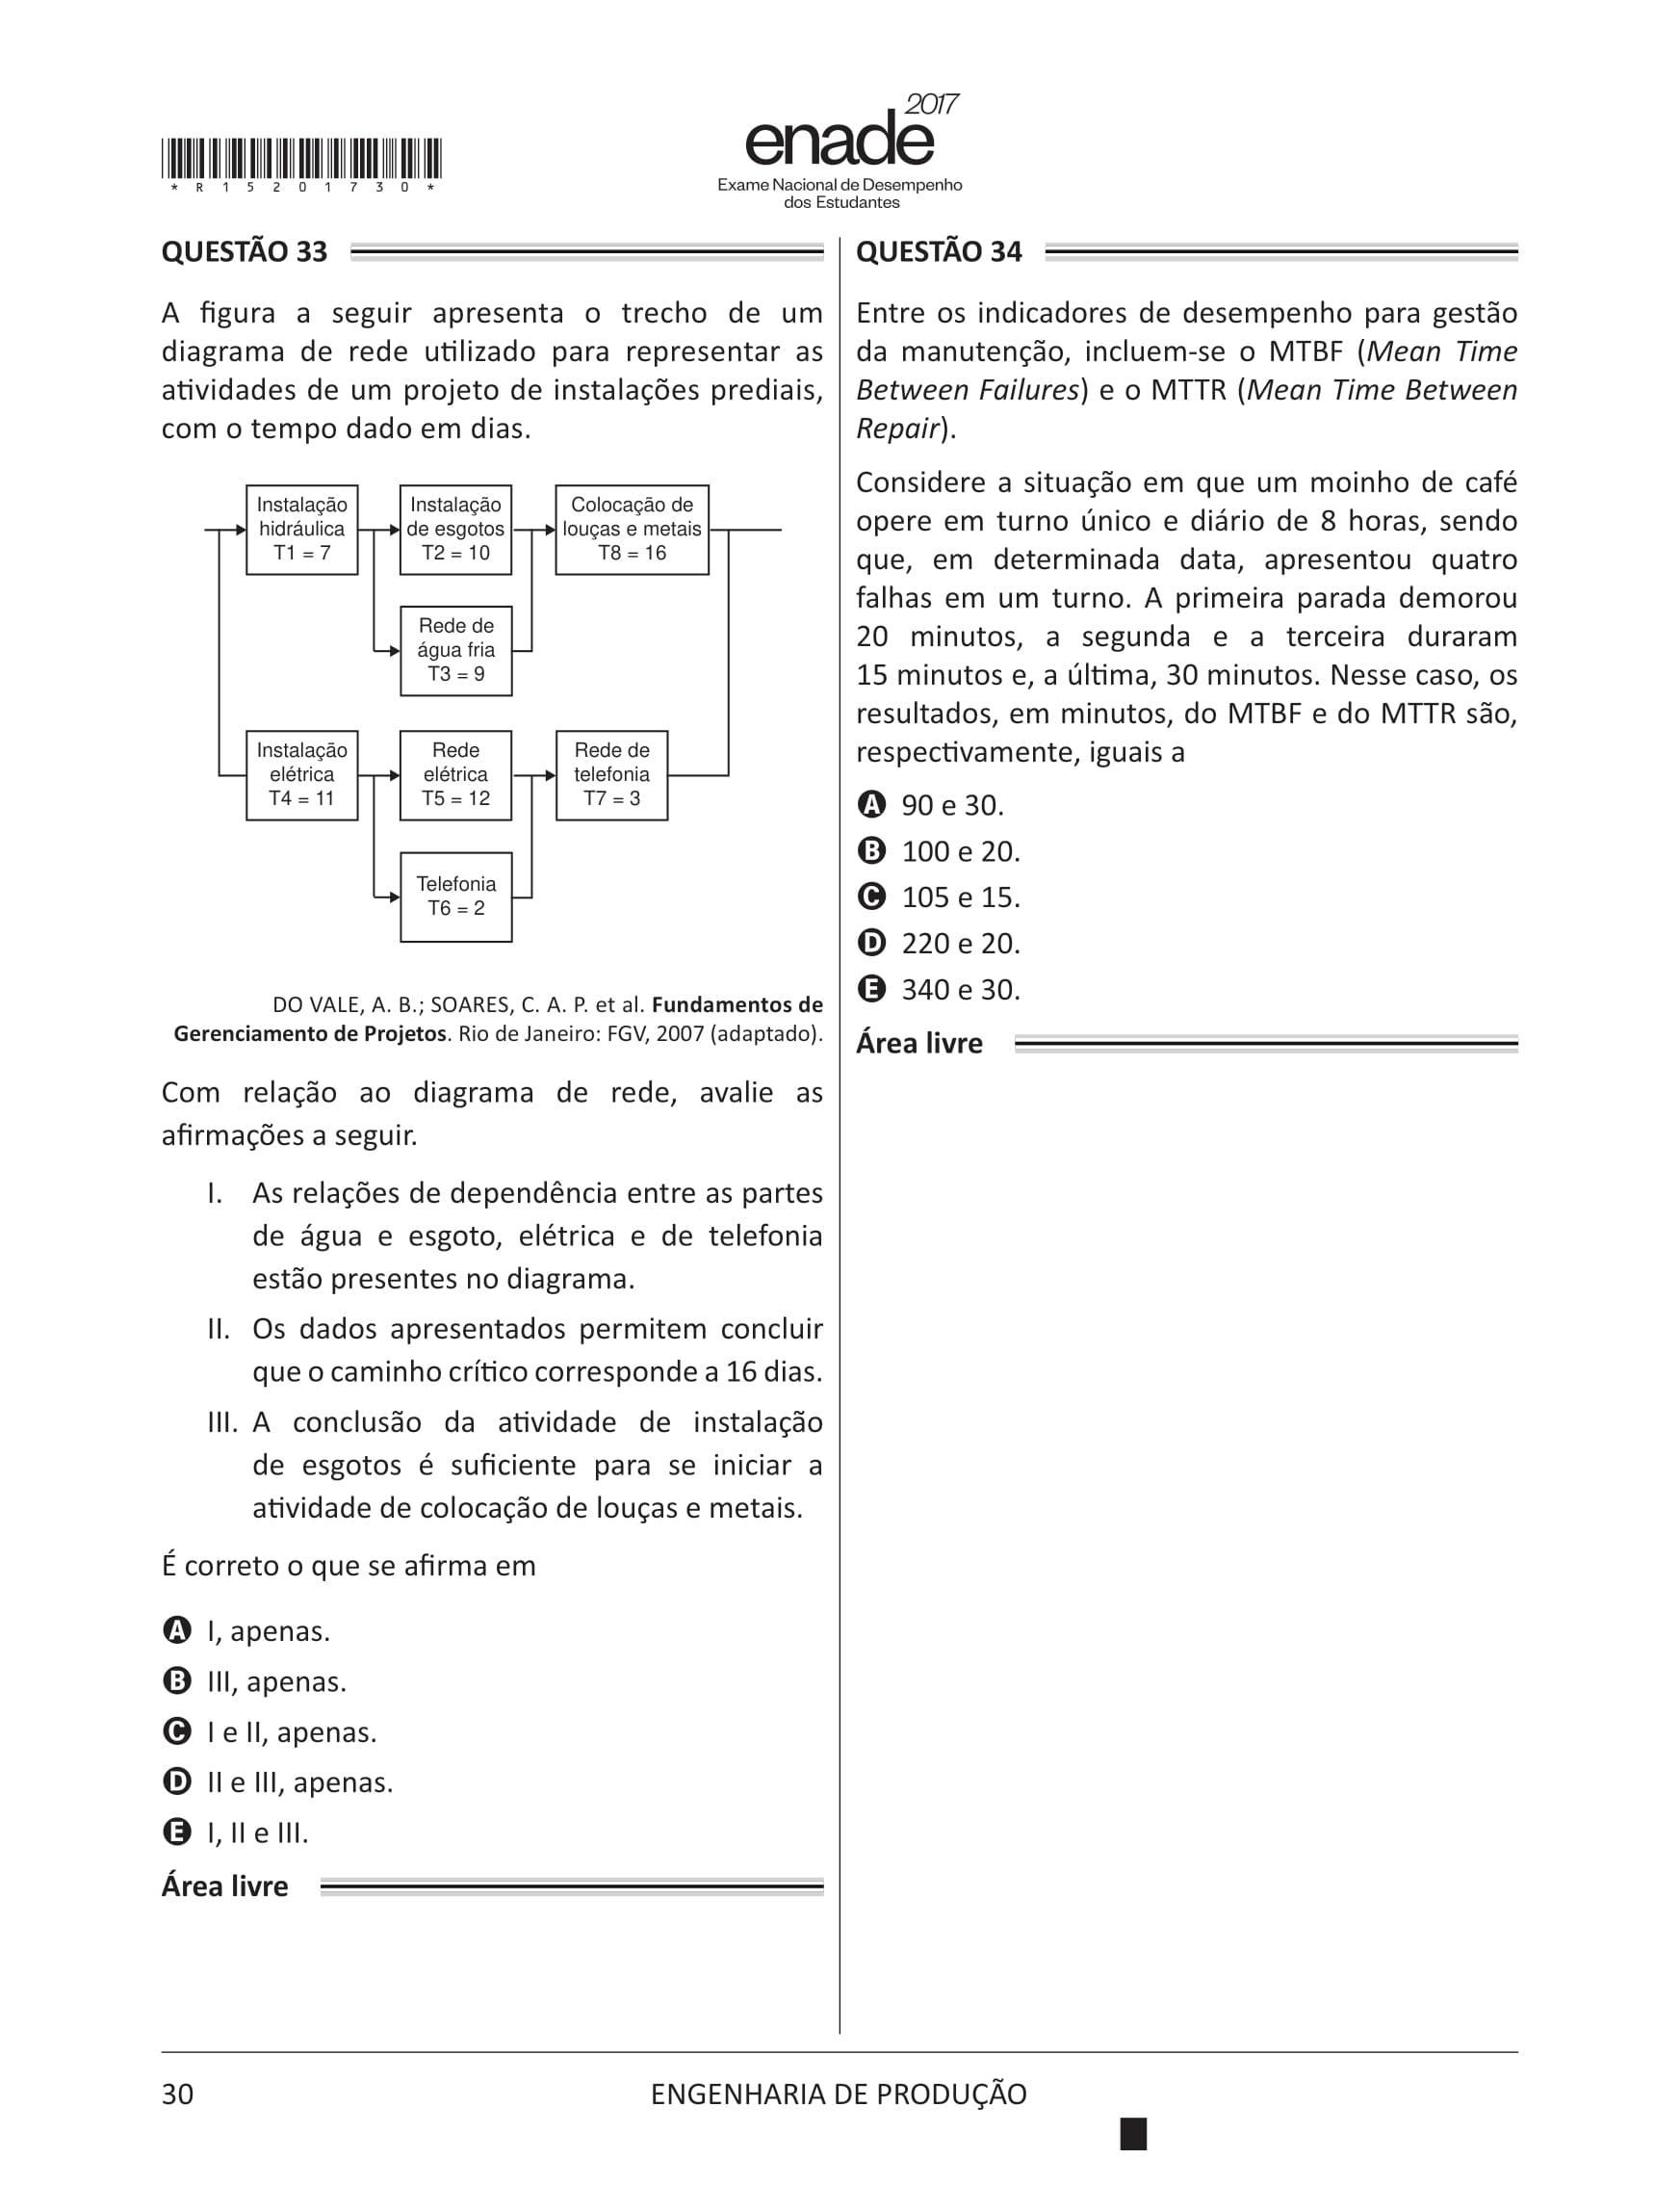 enade 2017
Exame Nacional de Desempenho
dos Estudantes
* R 1 5 2 0 1 7 3 0 *
QUESTÃO 33
A figura a seguir apresenta o trecho de um
diagrama de rede utilizado para representar as
atividades de um projeto de instalações prediais,
com o tempo dado em dias.
Instalação
hidráulica
T1 = 7
Instalação
de esgotos
T2 = 10
Colocação de
louças e metais
T8 = 16
Rede de
água fria
T3 = 9
Instalação
elétrica
T4 = 11
Rede
elétrica
T5 = 12
Rede de
telefonia
T7 = 3
Telefonia
T6 = 2
DO VALE, A. B.; SOARES, C. A. P. et al. Fundamentos de
Gerenciamento de Projetos. Rio de Janeiro: FGV, 2007 (adaptado).
Com relação ao diagrama de rede, avalie as
afirmações a seguir.
I. As relações de dependência entre as partes
de água e esgoto, elétrica e de telefonia
estão presentes no diagrama.
II. Os dados apresentados permitem concluir
que o caminho crítico corresponde a 16 dias.
III. A conclusão da atividade de instalação
de esgotos é suficiente para se iniciar a
atividade de colocação de louças e metais.
É correto o que se afirma em
A I, apenas.
B III, apenas.
C I e II, apenas.
D II e III, apenas.
E I, II e III.
Área livre
QUESTÃO 34
Entre os indicadores de desempenho para gestão
da manutenção, incluem-se o MTBF (Mean Time
Between Failures) e o MTTR (Mean Time Between
Repair).
Considere a situação em que um moinho de café
opere em turno único e diário de 8 horas, sendo
que, em determinada data, apresentou quatro
falhas em um turno. A primeira parada demorou
20 minutos, a segunda e a terceira duraram
15 minutos e, a última, 30 minutos. Nesse caso, os
resultados, em minutos, do MTBF e do MTTR são,
respectivamente, iguais a
A 90 e 30.
B 100 e 20.
C 105 e 15.
D 220 e 20.
E 340 e 30.
Área livre
30
ENGENHARIA DE PRODUÇÃO